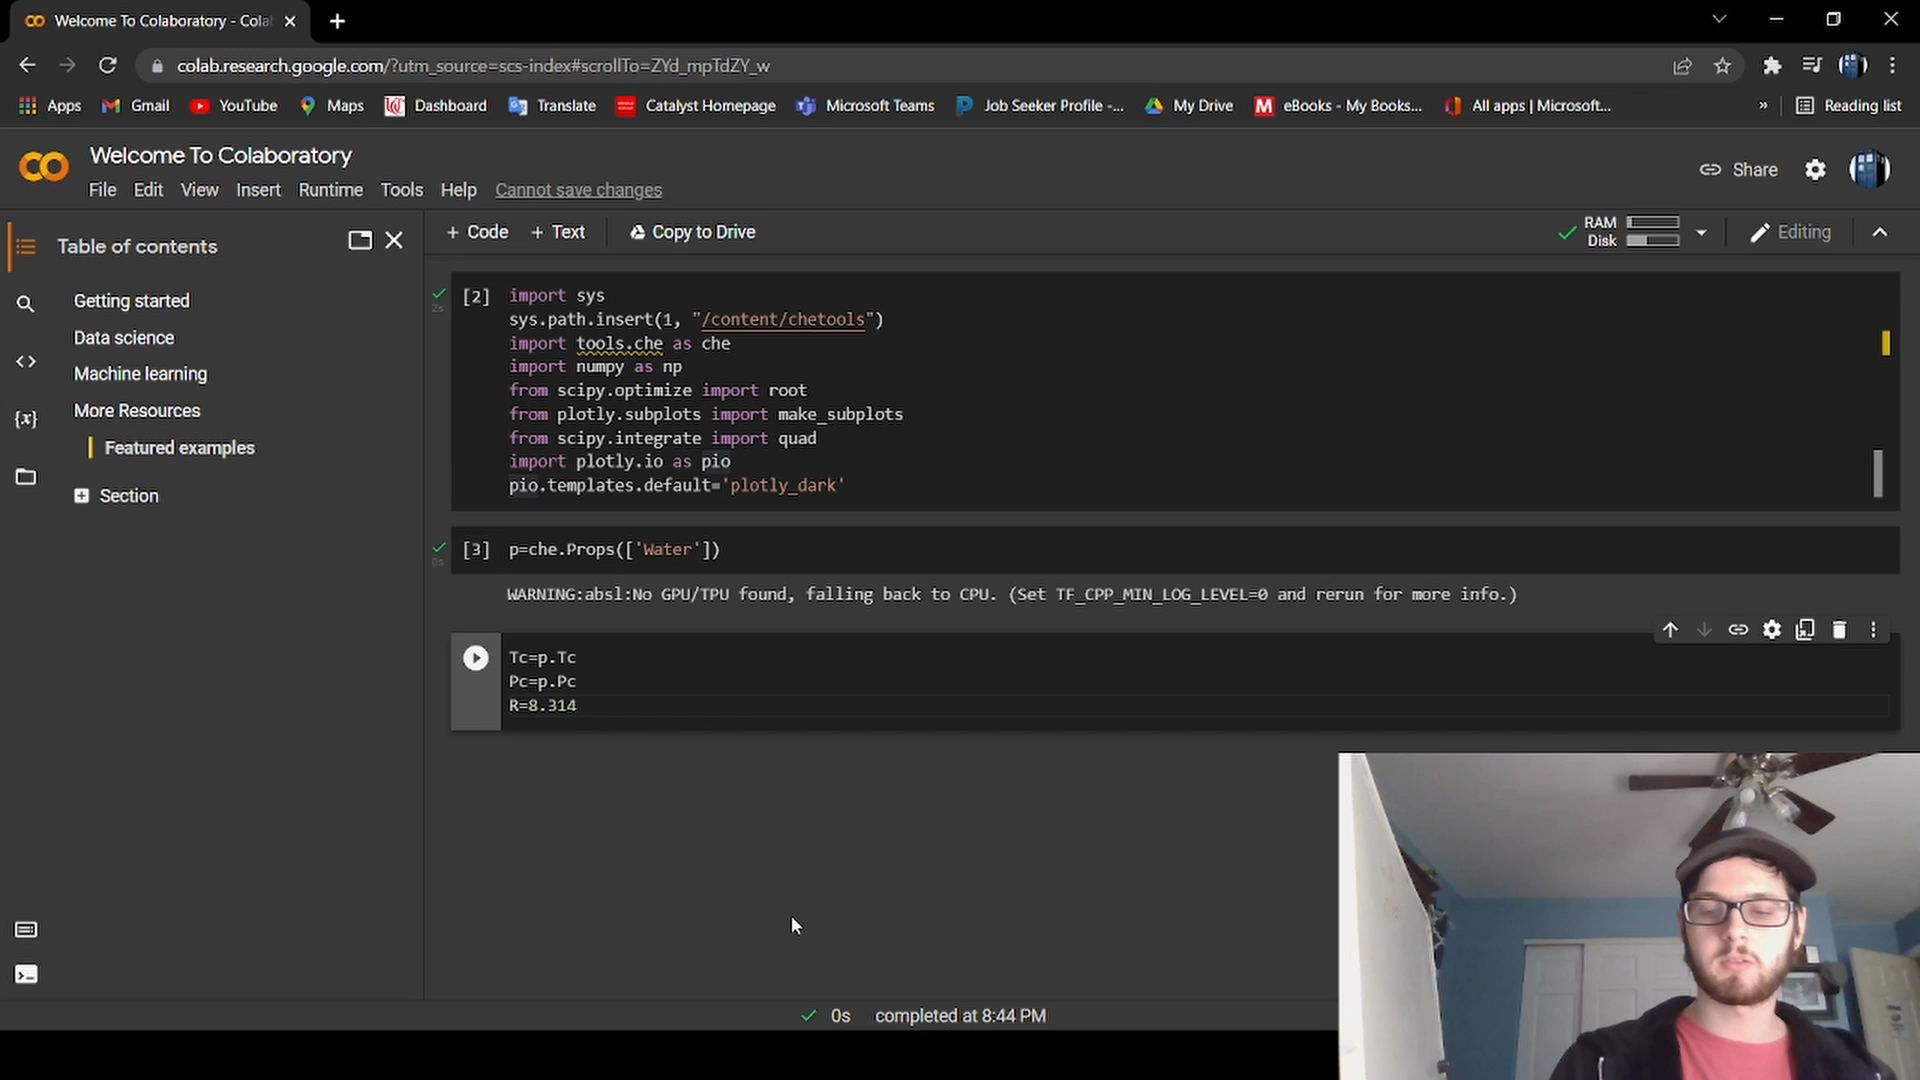 Welcome To Colaboratory - Cola
colab.research.google.com/?utm_source=scs-index#scrollTo=ZYd_mpTdZY_w
Apps Gmail YouTube Maps Dashboard Translate Catalyst Homepage Microsoft Teams Job Seeker Profile -... My Drive eBooks - My Books... All apps | Microsoft... » Reading list
Welcome To Colaboratory
Share
File Edit View Insert Runtime Tools Help Cannot save changes
Table of contents
+ Code + Text Copy to Drive
RAM
Disk
Editing
Getting started
Data science
Machine learning
More Resources
Featured examples
Section
[2] import sys
2s
sys.path.insert(1, "/content/chetools")
import tools.che as che
import numpy as np
from scipy.optimize import root
from plotly.subplots import make_subplots
from scipy.integrate import quad
import plotly.io as pio
pio.templates.default='plotly_dark'
[3] p=che.Props(['Water'])
0s
WARNING:absl:No GPU/TPU found, falling back to CPU. (Set TF_CPP_MIN_LOG_LEVEL=0 and rerun for more info.)
Tc=p.Tc
Pc=p.Pc
R=8.314
0s completed at 8:44 PM